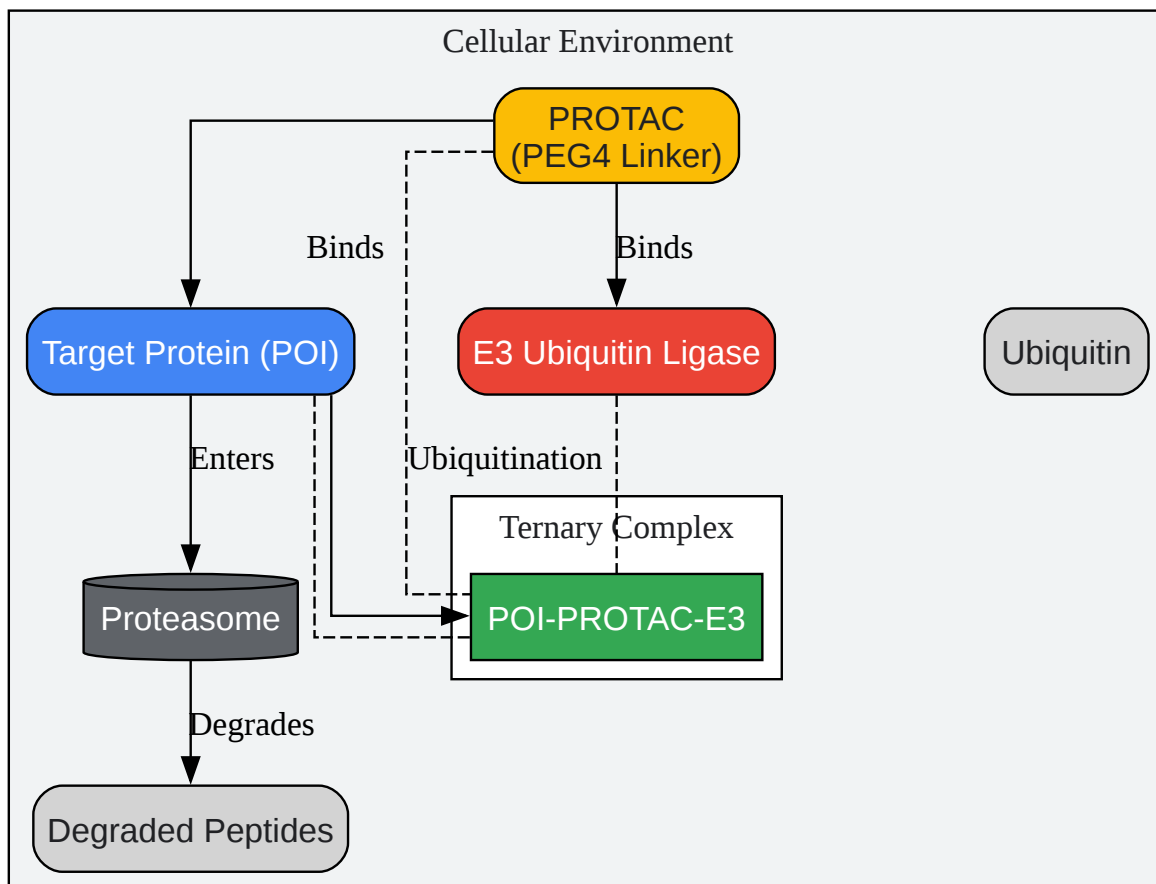 Cellular Environment
PROTAC
(PEG4 Linker)
Binds
Binds
Target Protein (POI)
E3 Ubiquitin Ligase
Ubiquitin
Enters
Ubiquitination
Ternary Complex
Proteasome
POI-PROTAC-E3
Degrades
Degraded Peptides